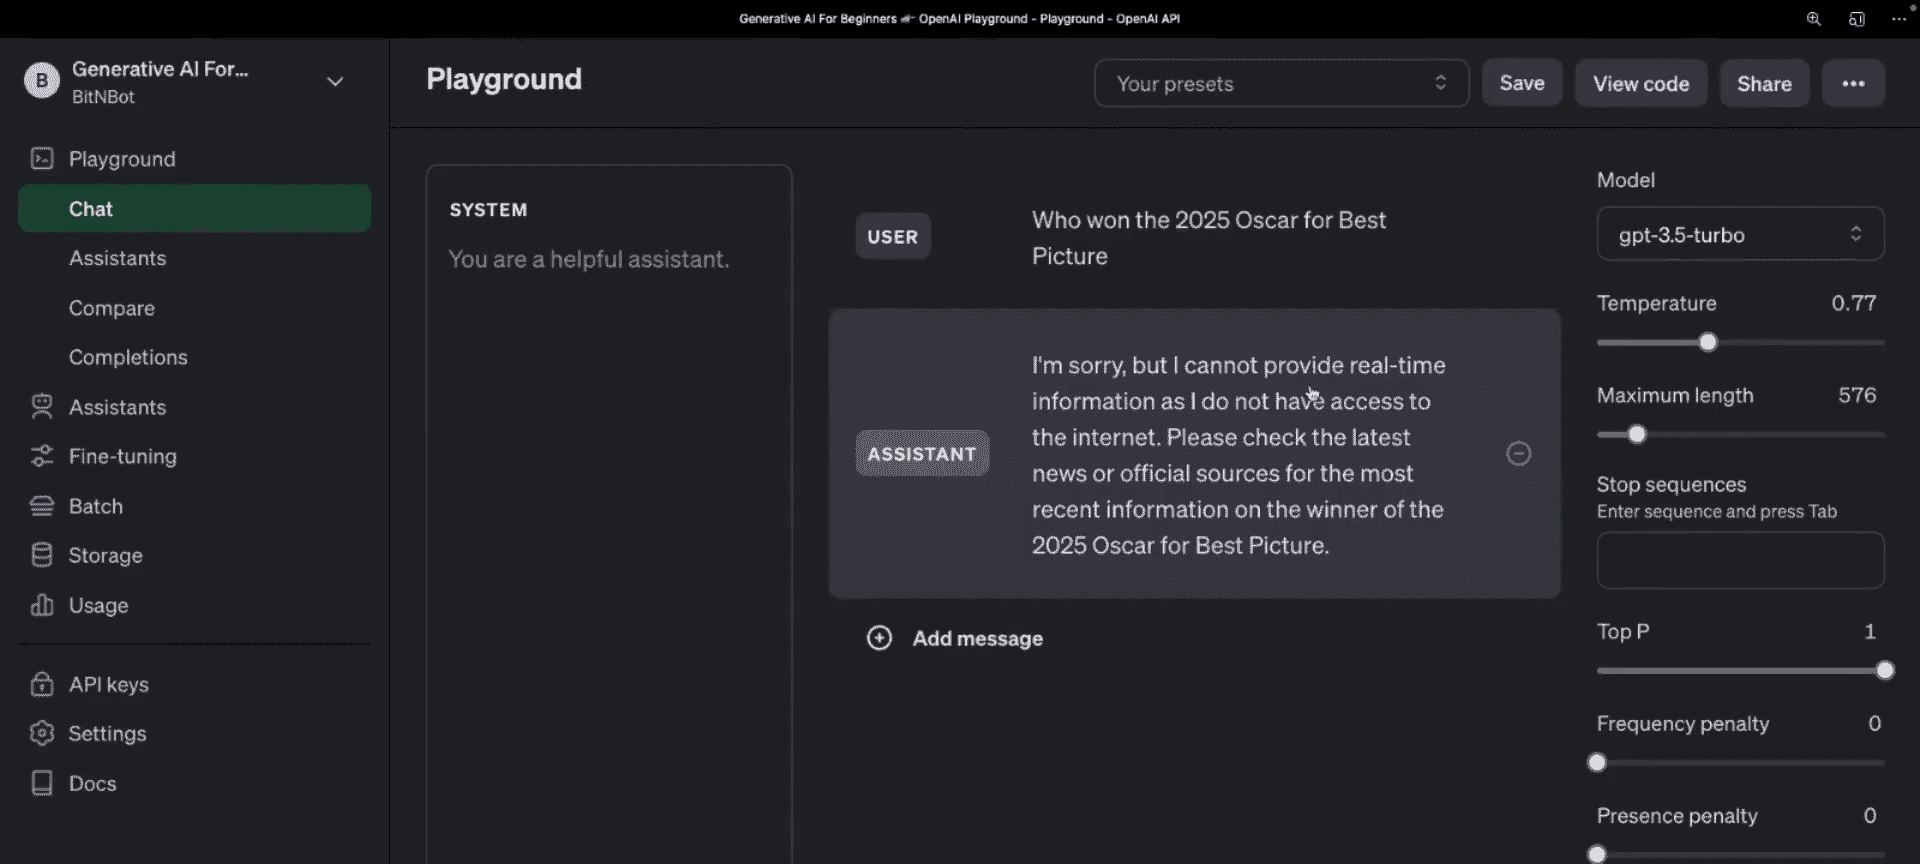 Generative AI For Beginners - OpenAI Playground - Playground - OpenAI API
B
Generative AI For...
BitNBot
Playground
Chat
Assistants
Compare
Completions
Assistants
Fine-tuning
Batch
Storage
Usage
API keys
Settings
Docs
Playground
Your presets
Save
View code
Share
SYSTEM
You are a helpful assistant.
USER
Who won the 2025 Oscar for Best
Picture
ASSISTANT
I'm sorry, but I cannot provide real-time
information as I do not have access to
the internet. Please check the latest
news or official sources for the most
recent information on the winner of the
2025 Oscar for Best Picture.
Add message
Model
gpt-3.5-turbo
Temperature 0.77
Maximum length 576
Stop sequences
Enter sequence and press Tab
Top P 1
Frequency penalty 0
Presence penalty 0